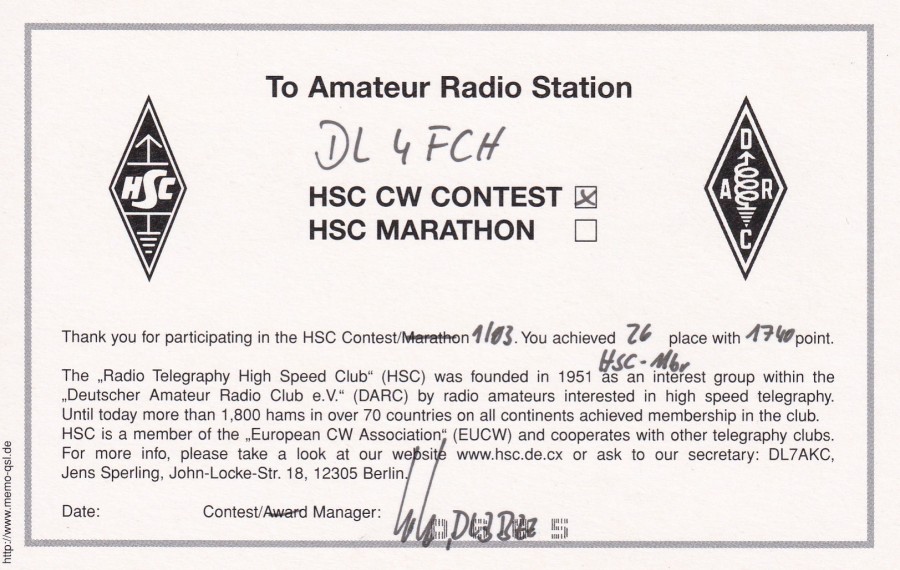 To Amateur Radio Station
DL4FCH
HSC CW CONTEST
HSC MARATHON
HSC
D
A R
C
Thank you for participating in the HSC Contest/Marathon 1/03. You achieved 26 place with 1740 point.
HSC-Mbr
The „Radio Telegraphy High Speed Club“ (HSC) was founded in 1951 as an interest group within the
„Deutscher Amateur Radio Club e.V.“ (DARC) by radio amateurs interested in high speed telegraphy.
Until today more than 1,800 hams in over 70 countries on all continents achieved membership in the club.
HSC is a member of the „European CW Association“ (EUCW) and cooperates with other telegraphy clubs.
For more info, please take a look at our website www.hsc.de.cx or ask to our secretary: DL7AKC,
Jens Sperling, John-Locke-Str. 18, 12305 Berlin.
Date: Contest/Award Manager:
http://www.memo-qsl.de